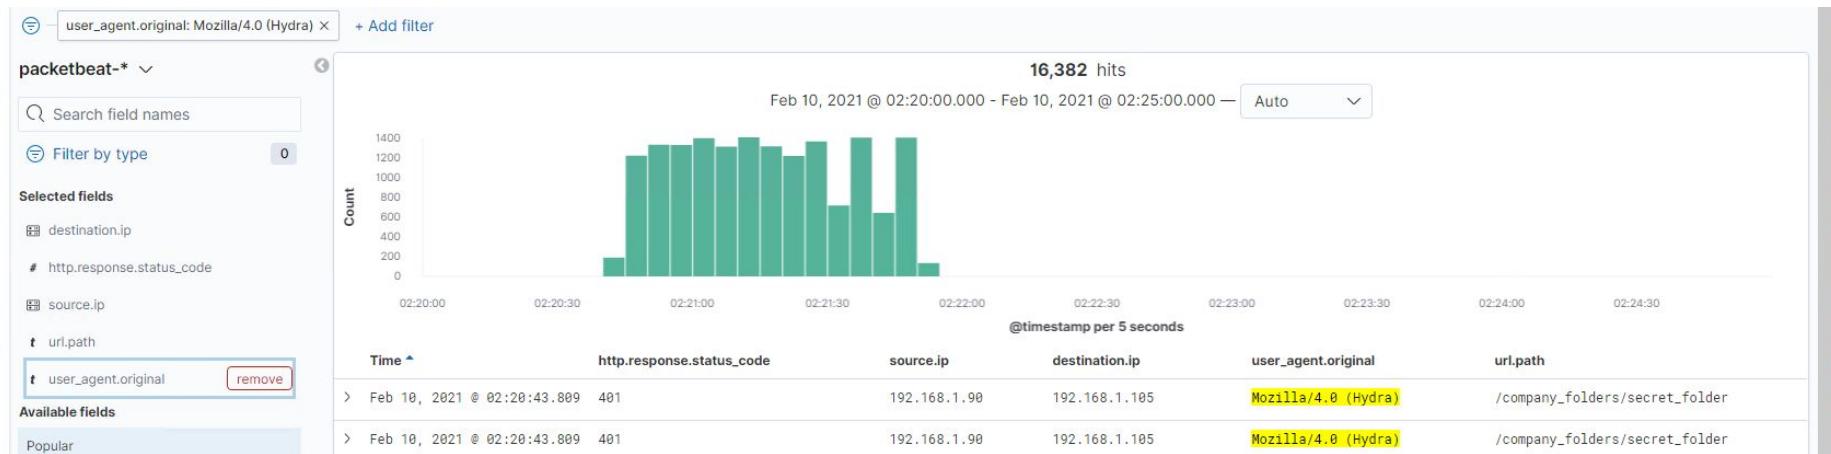 user_agent.original: Mozilla/4.0 (Hydra) × + Add filter
packetbeat-*
Search field names
Filter by type 0
Selected fields
destination.ip
# http.response.status_code
source.ip
t url.path
t user_agent.original remove
Available fields
Popular
16,382 hits
Feb 10, 2021 @ 02:20:00.000 - Feb 10, 2021 @ 02:25:00.000 — Auto
Count
1400
1200
1000
800
600
400
200
0
02:20:00 02:20:30 02:21:00 02:21:30 02:22:00 02:22:30 02:23:00 02:23:30 02:24:00 02:24:30
@timestamp per 5 seconds
Time http.response.status_code source.ip destination.ip user_agent.original url.path
> Feb 10, 2021 @ 02:20:43.809 401 192.168.1.90 192.168.1.105 Mozilla/4.0 (Hydra) /company_folders/secret_folder
> Feb 10, 2021 @ 02:20:43.809 401 192.168.1.90 192.168.1.105 Mozilla/4.0 (Hydra) /company_folders/secret_folder